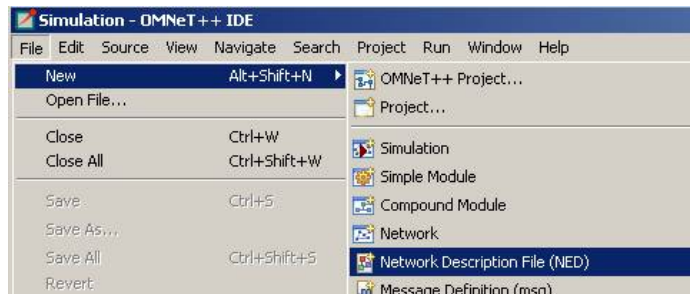 Simulation - OMNeT++ IDE
File Edit Source View Navigate Search Project Run Window Help
New Alt+Shift+N
Open File...
Close Ctrl+W
Close All Ctrl+Shift+W
Save Ctrl+S
Save As...
Save All Ctrl+Shift+S
Revert
OMNeT++ Project...
Project...
Simulation
Simple Module
Compound Module
Network
Network Description File (NED)
Message Definition (msg)